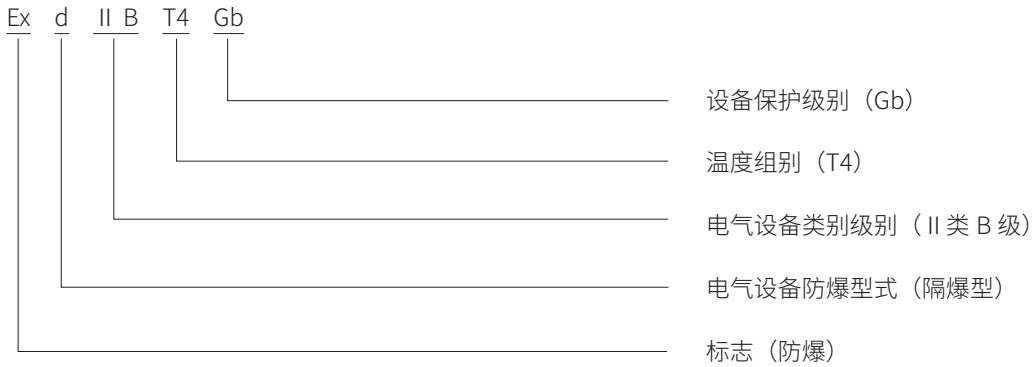 Ex d II B T4 Gb
设备保护级别（Gb）
温度组别（T4）
电气设备类别级别（II 类 B 级）
电气设备防爆型式（隔爆型）
标志（防爆）